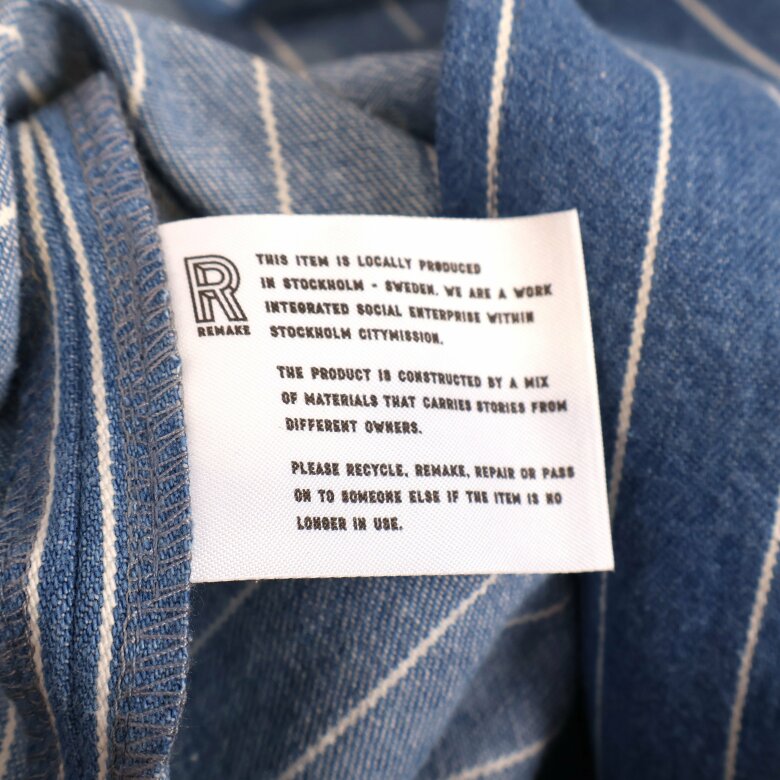 R
REMAKE
THIS ITEM IS LOCALLY PRODUCED
IN STOCKHOLM - SWEDEN. WE ARE A WORK
INTEGRATED SOCIAL ENTERPRISE WITHIN
STOCKHOLM CITYMISSION.
THE PRODUCT IS CONSTRUCTED BY A MIX
OF MATERIALS THAT CARRIES STORIES FROM
DIFFERENT OWNERS.
PLEASE RECYCLE, REMAKE, REPAIR OR PASS
ON TO SOMEONE ELSE IF THE ITEM IS NO
LONGER IN USE.